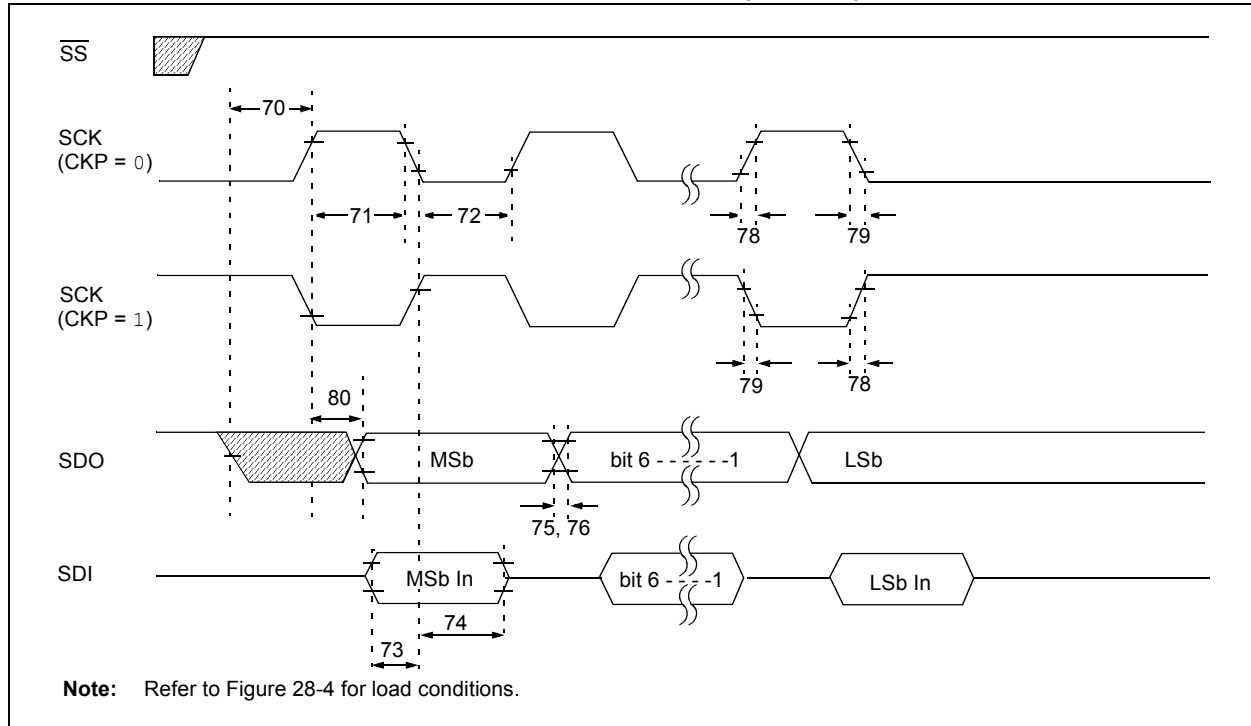 SS
70
SCK
(CKP = 0)
71
72
78
79
SCK
(CKP = 1)
79
78
80
SDO
MSb
bit 6 - - - - - -1
LSb
75, 76
SDI
MSb In
bit 6 - - - - -1
LSb In
74
73
Note: Refer to Figure 28-4 for load conditions.